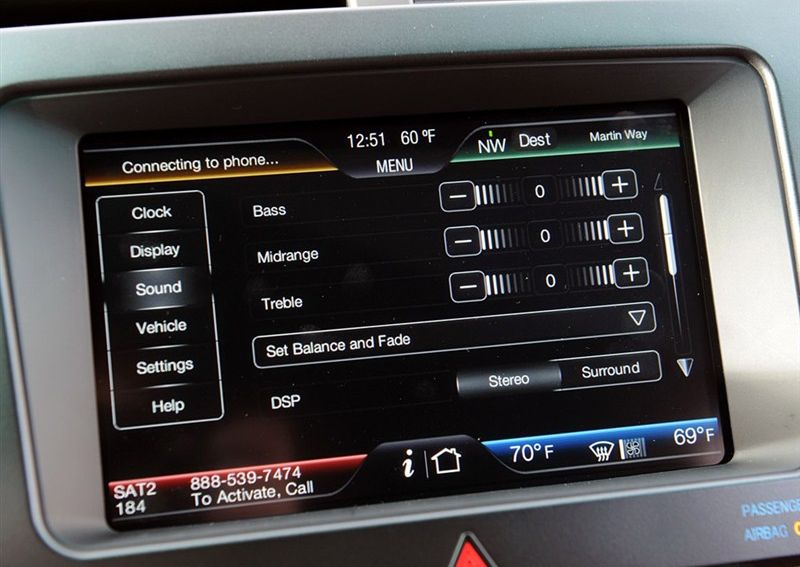 Connecting to phone...
12:51 60 °F
MENU
NW Dest Martin Way
Clock
Display
Sound
Vehicle
Settings
Help
Bass − 0 +
Midrange − 0 +
Treble − 0 +
Set Balance and Fade
DSP Stereo Surround
SAT2
184
888-539-7474
To Activate, Call
i
70°F
69°F
PASSENGE
AIRBAG